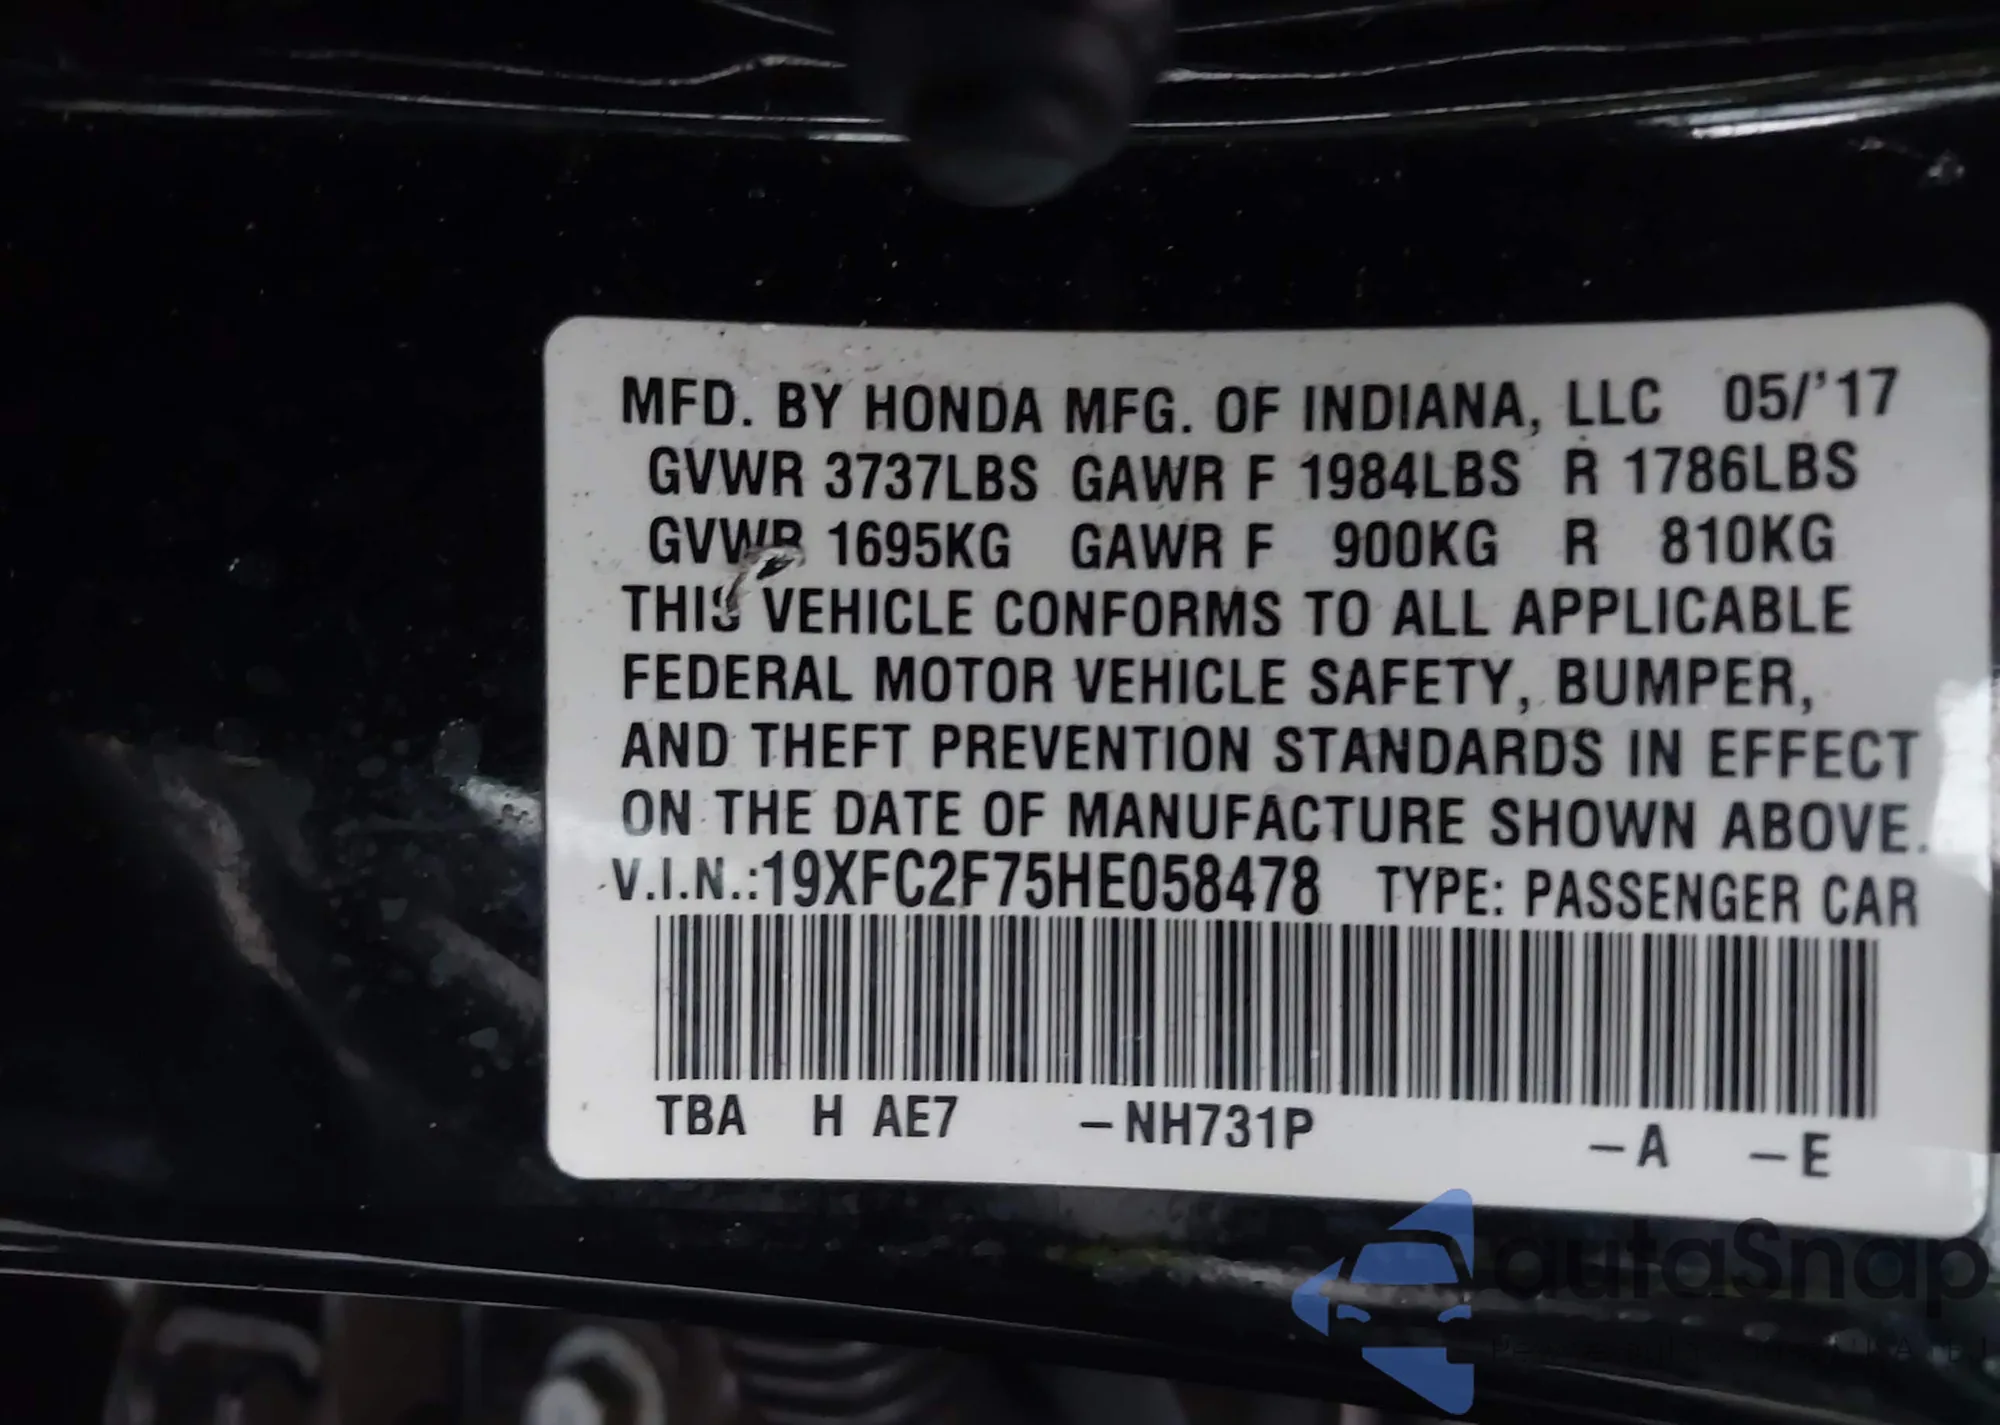 MFD. BY HONDA MFG. OF INDIANA, LLC 05/'17
GVWR 3737LBS GAWR F 1984LBS R 1786LBS
GVWR 1695KG GAWR F 900KG R 810KG
THIS VEHICLE CONFORMS TO ALL APPLICABLE
FEDERAL MOTOR VEHICLE SAFETY, BUMPER,
AND THEFT PREVENTION STANDARDS IN EFFECT
ON THE DATE OF MANUFACTURE SHOWN ABOVE.
V.I.N.:19XFC2F75HE058478 TYPE: PASSENGER CAR
TBA H AE7 –NH731P –A –E
autaSnap